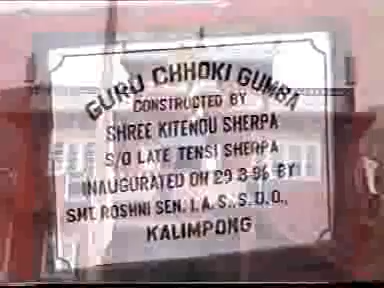 GURU CHHOKI GUMBA
CONSTRUCTED BY
SHREE KITENDU SHERPA
S/O LATE TENSI SHERPA
INAUGURATED ON 29-3-96 BY
SMT. ROSHNI SEN. I.A.S., S.D.O.,
KALIMPONG